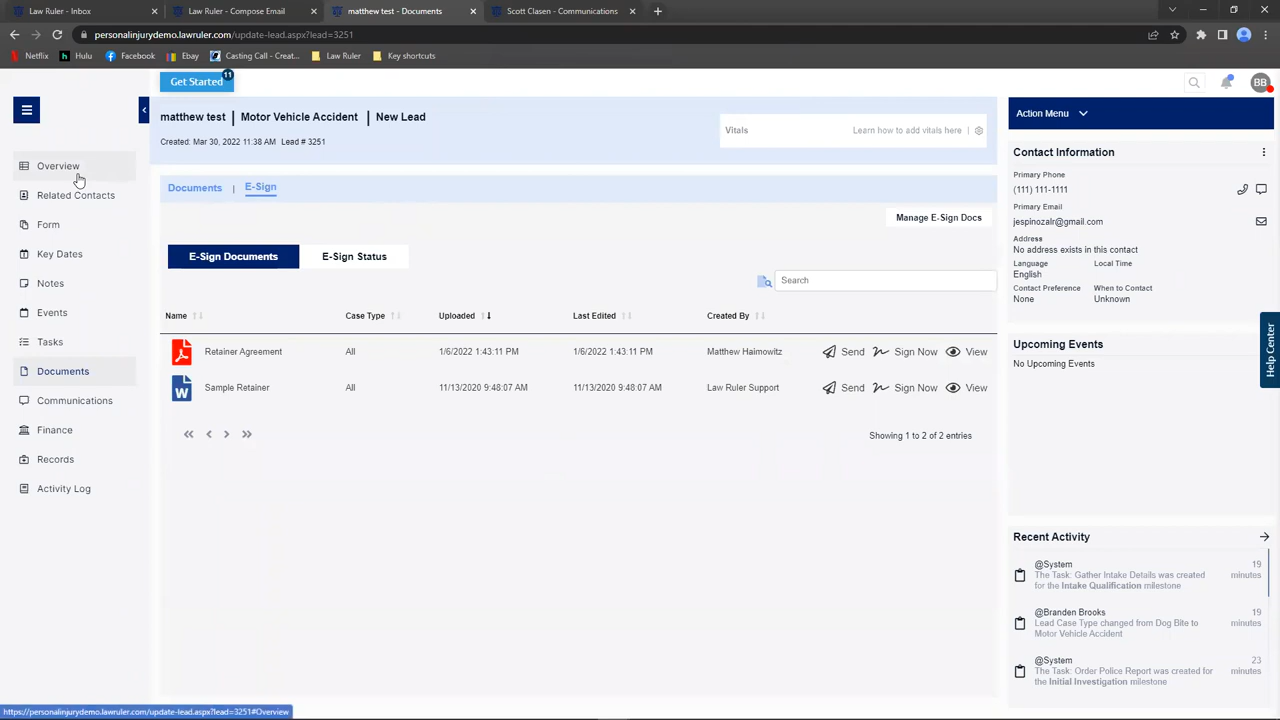 Law Ruler - Inbox
Law Ruler - Compose Email
matthew test - Documents
Scott Clasen - Communications
personalinjurydemo.lawruler.com/update-lead.aspx?lead=3251
Netflix
Hulu
Facebook
Ebay
Casting Call - Creat...
Law Ruler
Key shortcuts
Get Started
11
BB
matthew test | Motor Vehicle Accident | New Lead
Created: Mar 30, 2022 11:38 AM Lead # 3251
Vitals
Learn how to add vitals here
Overview
Related Contacts
Form
Key Dates
Notes
Events
Tasks
Documents
Communications
Finance
Records
Activity Log
Documents | E-Sign
Manage E-Sign Docs
E-Sign Documents
E-Sign Status
Search
Name Case Type Uploaded Last Edited Created By
Retainer Agreement All 1/6/2022 1:43:11 PM 1/6/2022 1:43:11 PM Matthew Haimowitz Send Sign Now View
Sample Retainer All 11/13/2020 9:48:07 AM 11/13/2020 9:48:07 AM Law Ruler Support Send Sign Now View
Showing 1 to 2 of 2 entries
Action Menu
Contact Information
Primary Phone
(111) 111-1111
Primary Email
jespinozalr@gmail.com
Address
No address exists in this contact
Language Local Time
English
Contact Preference When to Contact
None Unknown
Upcoming Events
No Upcoming Events
Help Center
Recent Activity
@System 19
The Task: Gather Intake Details was created minutes
for the Intake Qualification milestone
@Branden Brooks 19
Lead Case Type changed from Dog Bite to minutes
Motor Vehicle Accident
@System 23
The Task: Order Police Report was created for minutes
the Initial Investigation milestone
https://personalinjurydemo.lawruler.com/update-lead.aspx?lead=3251#Overview